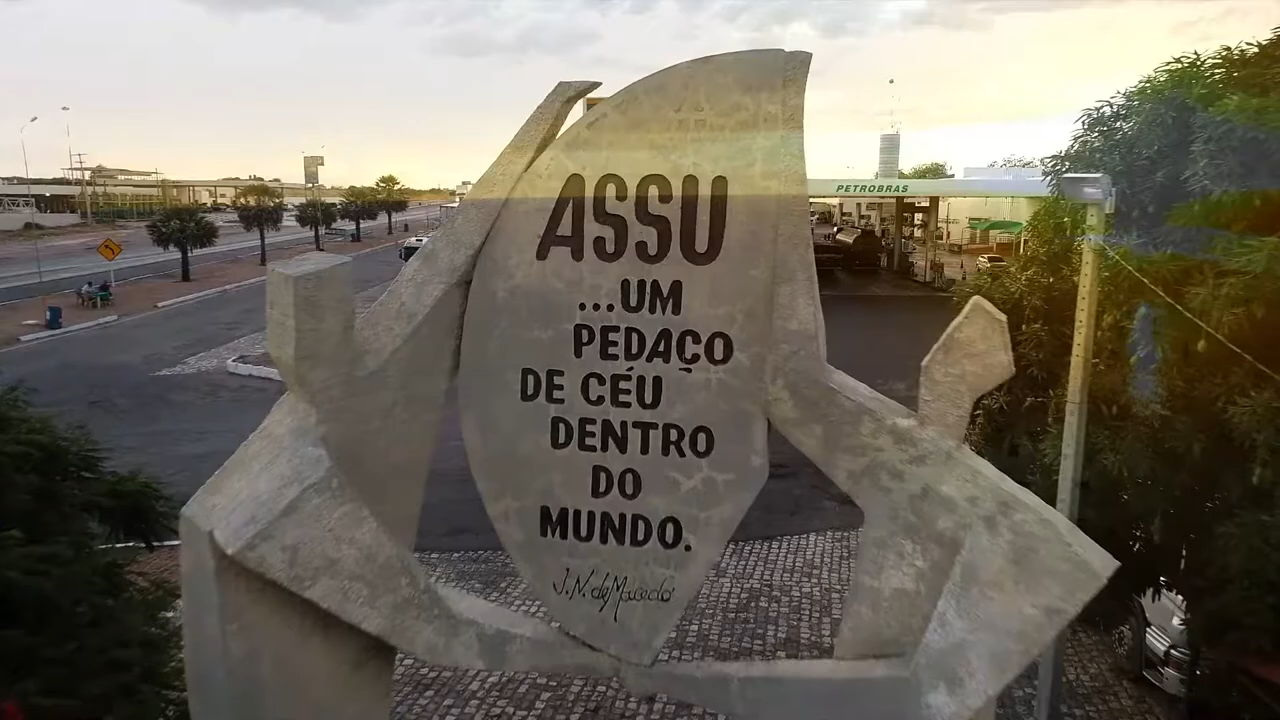 ASSU
...UM
PEDAÇO
DE CÉU
DENTRO
DO
MUNDO.
J.N. de Macedo
PETROBRAS